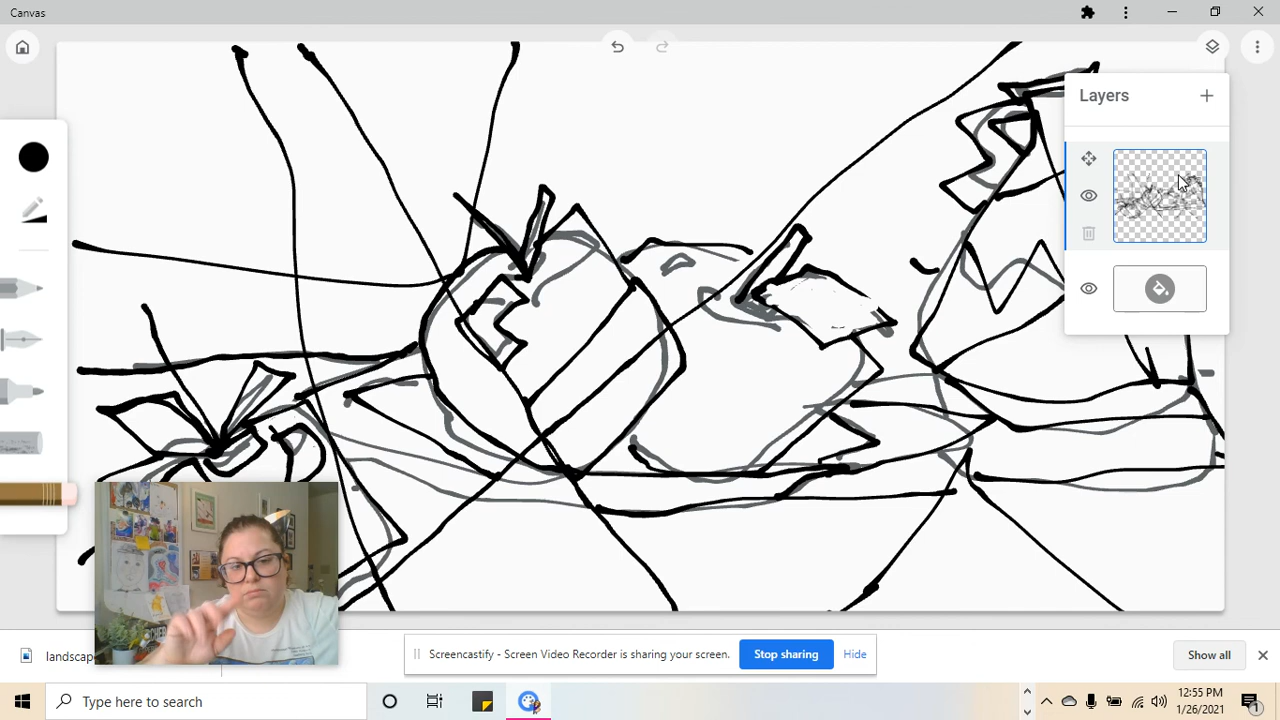 Canvas
Layers
landscap
Screencastify - Screen Video Recorder is sharing your screen.
Stop sharing
Hide
Show all
Type here to search
12:55 PM
1/26/2021
1